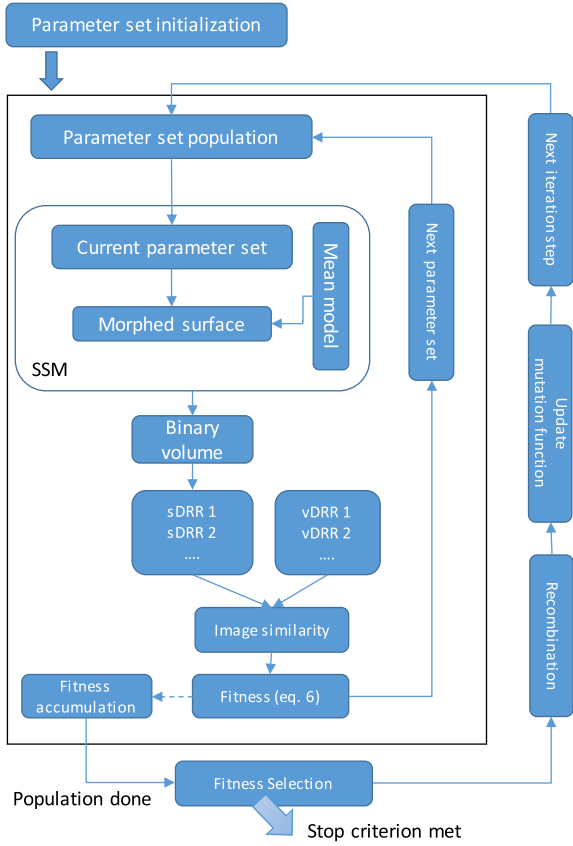 Parameter set initialization
Parameter set population
Current parameter set
Mean model
Morphed surface
SSM
Binary
volume
sDRR 1
sDRR 2
....
vDRR 1
vDRR 2
....
Image similarity
Fitness
accumulation
Fitness (eq. 6)
Next parameter set
Population done
Fitness Selection
Stop criterion met
Recombination
Update
mutation function
Next iteration step